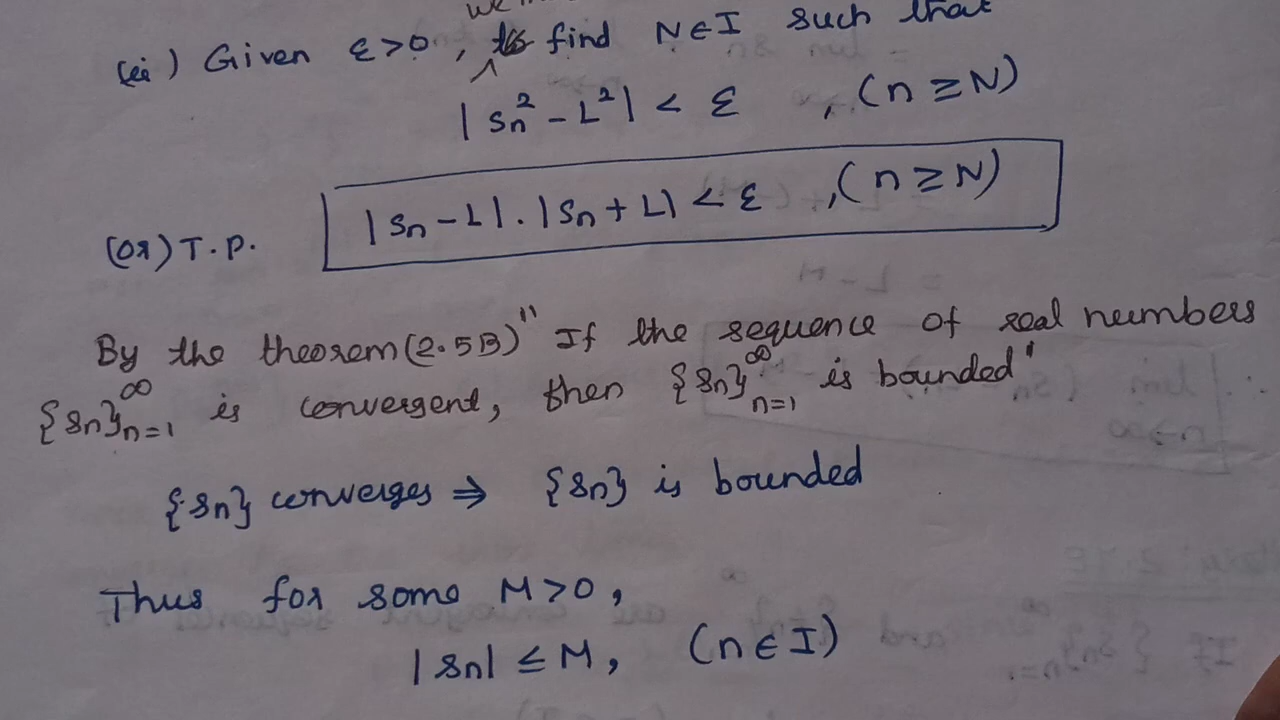 we
(ii) Given ε>0, to find N∈I such that
|sn² - L²| < ε , (n ≥ N)
(or) T.P. |sn - L|.|sn + L| < ε , (n ≥ N)
By the theorem (2.5B) " If the sequence of real numbers
{sn}∞n=1 is convergent, then {sn}∞n=1 is bounded"
{sn} converges ⇒ {sn} is bounded
Thus for some M>0,
|sn| ≤ M, (n∈I)